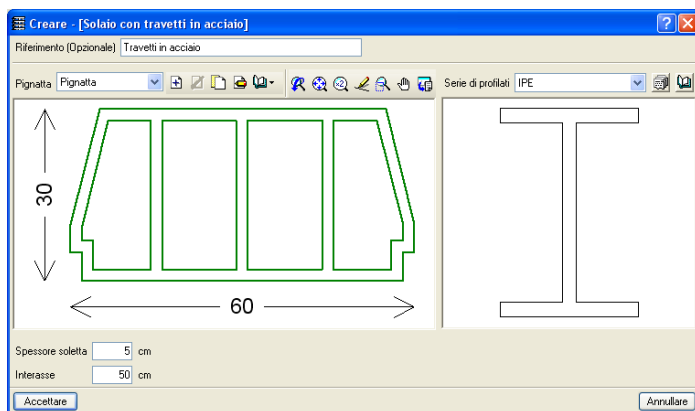 Creare - [Solaio con travetti in acciaio]
Riferimento (Opzionale) Travetti in acciaio
Pignatta Pignatta Serie di profilati IPE
30
60
Spessore soletta 5 cm
Interasse 50 cm
Accettare Annullare